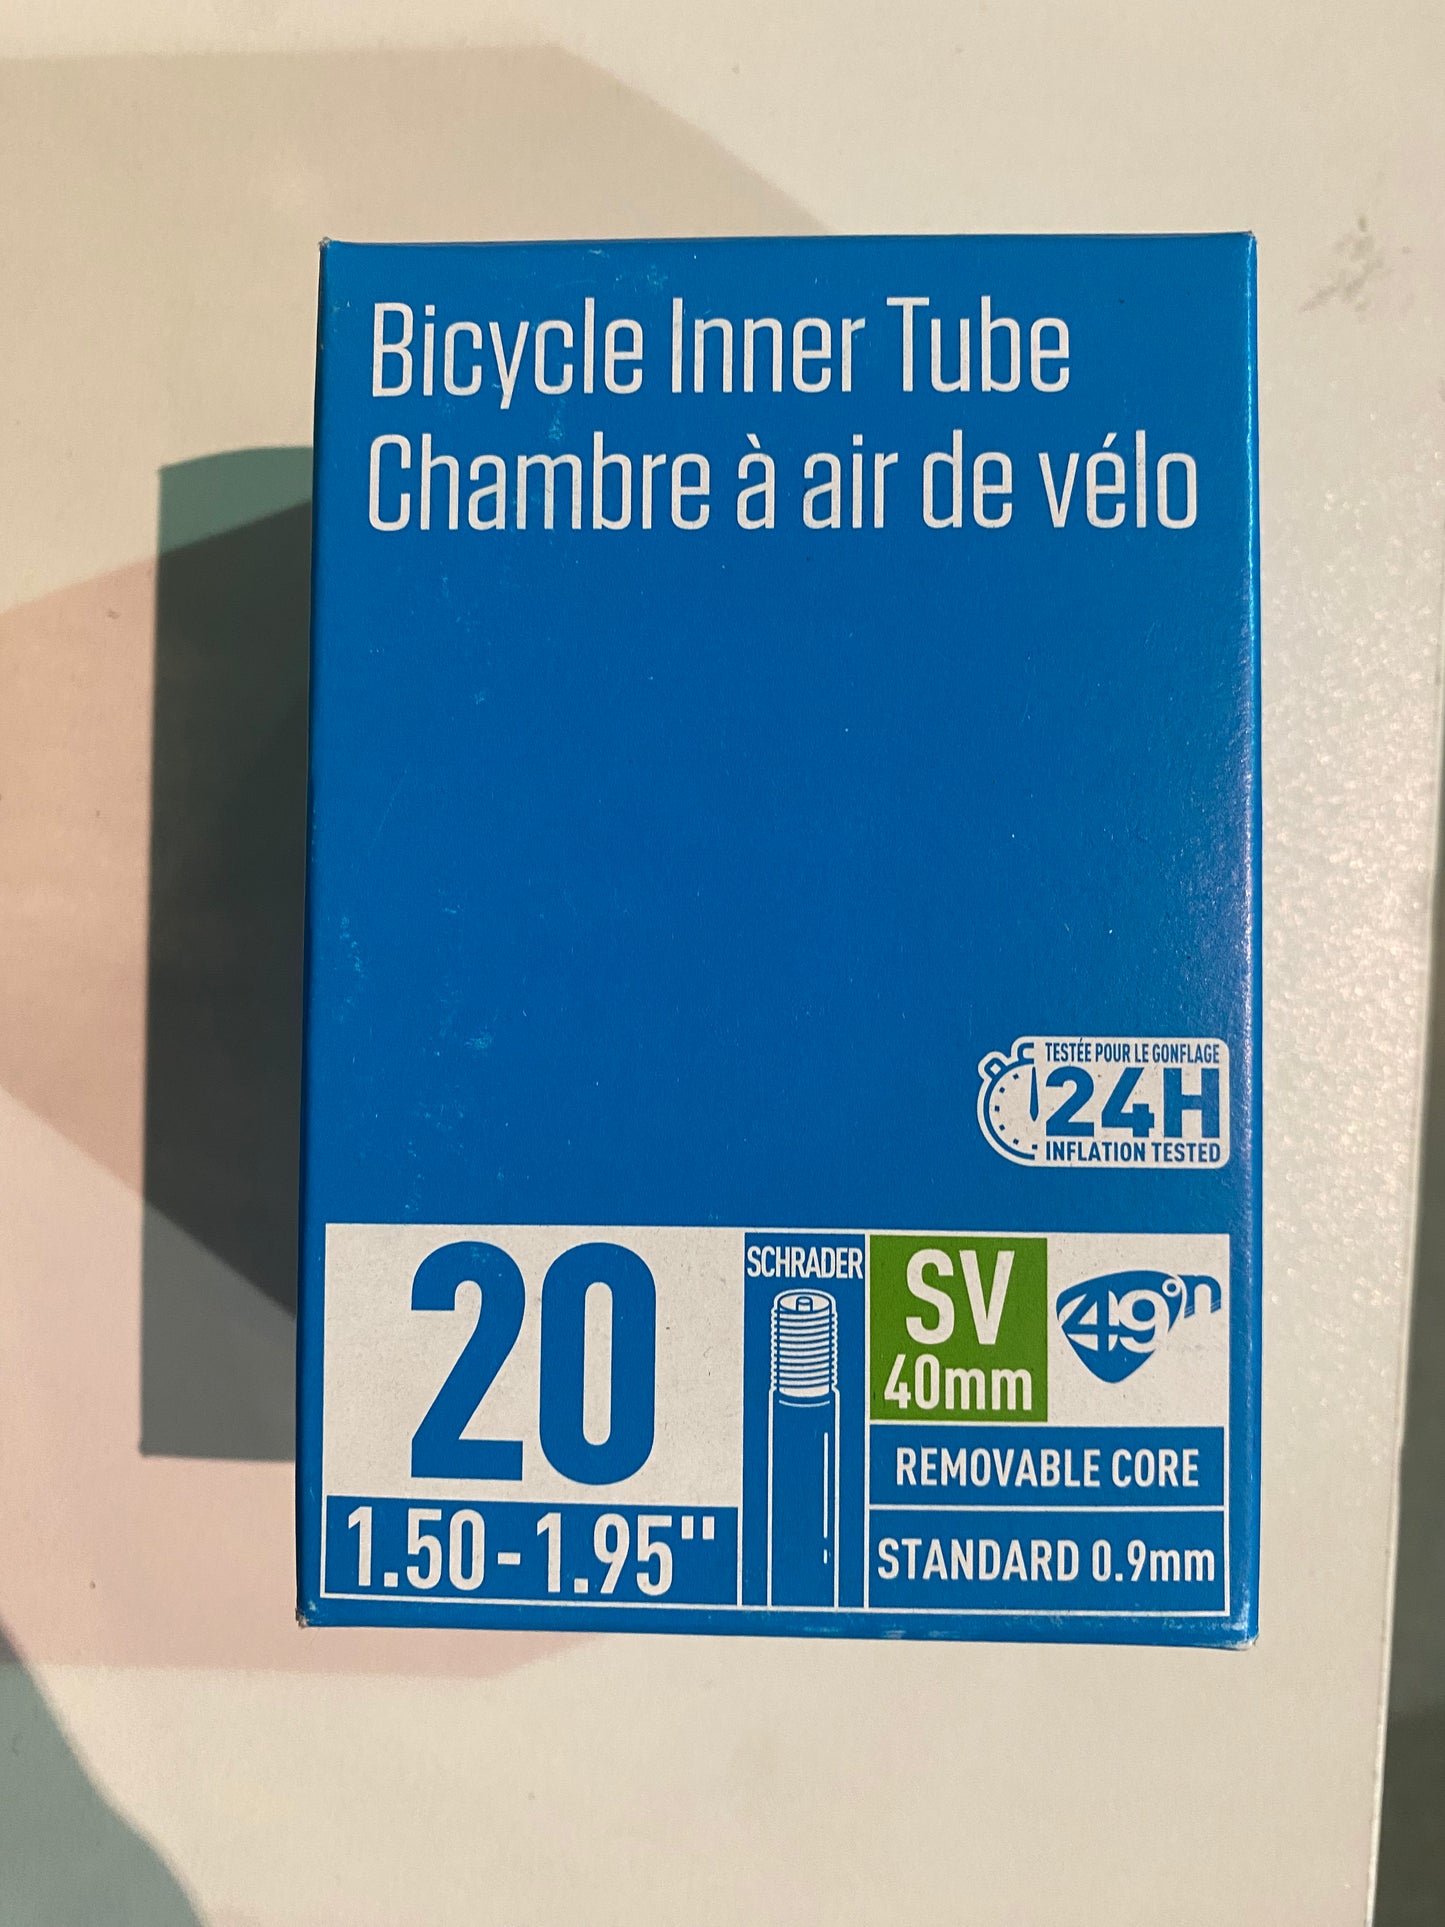 Bicycle Inner Tube
Chambre à air de vélo
TESTÉE POUR LE GONFLAGE
24H
INFLATION TESTED
20
1.50-1.95"
SCHRADER
SV
40mm
49°n
REMOVABLE CORE
STANDARD 0.9mm